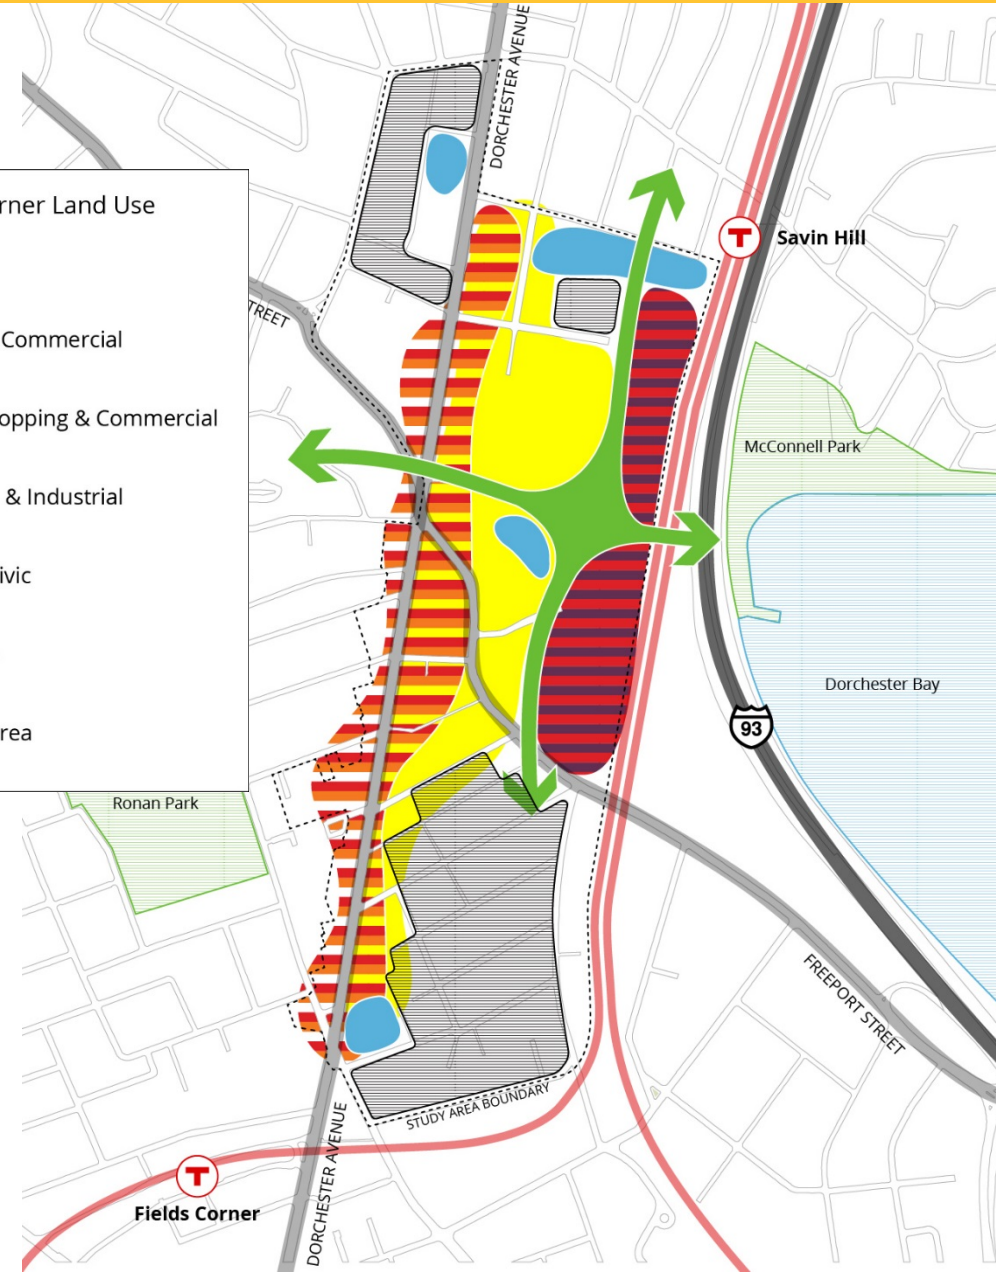 DORCHESTER AVENUE
rner Land Use
Savin Hill
TREET
Commercial
opping & Commercial
McConnell Park
& Industrial
ivic
Dorchester Bay
93
rea
Ronan Park
FREEPORT STREET
STUDY AREA BOUNDARY
DORCHESTER AVENUE
T
T
Fields Corner